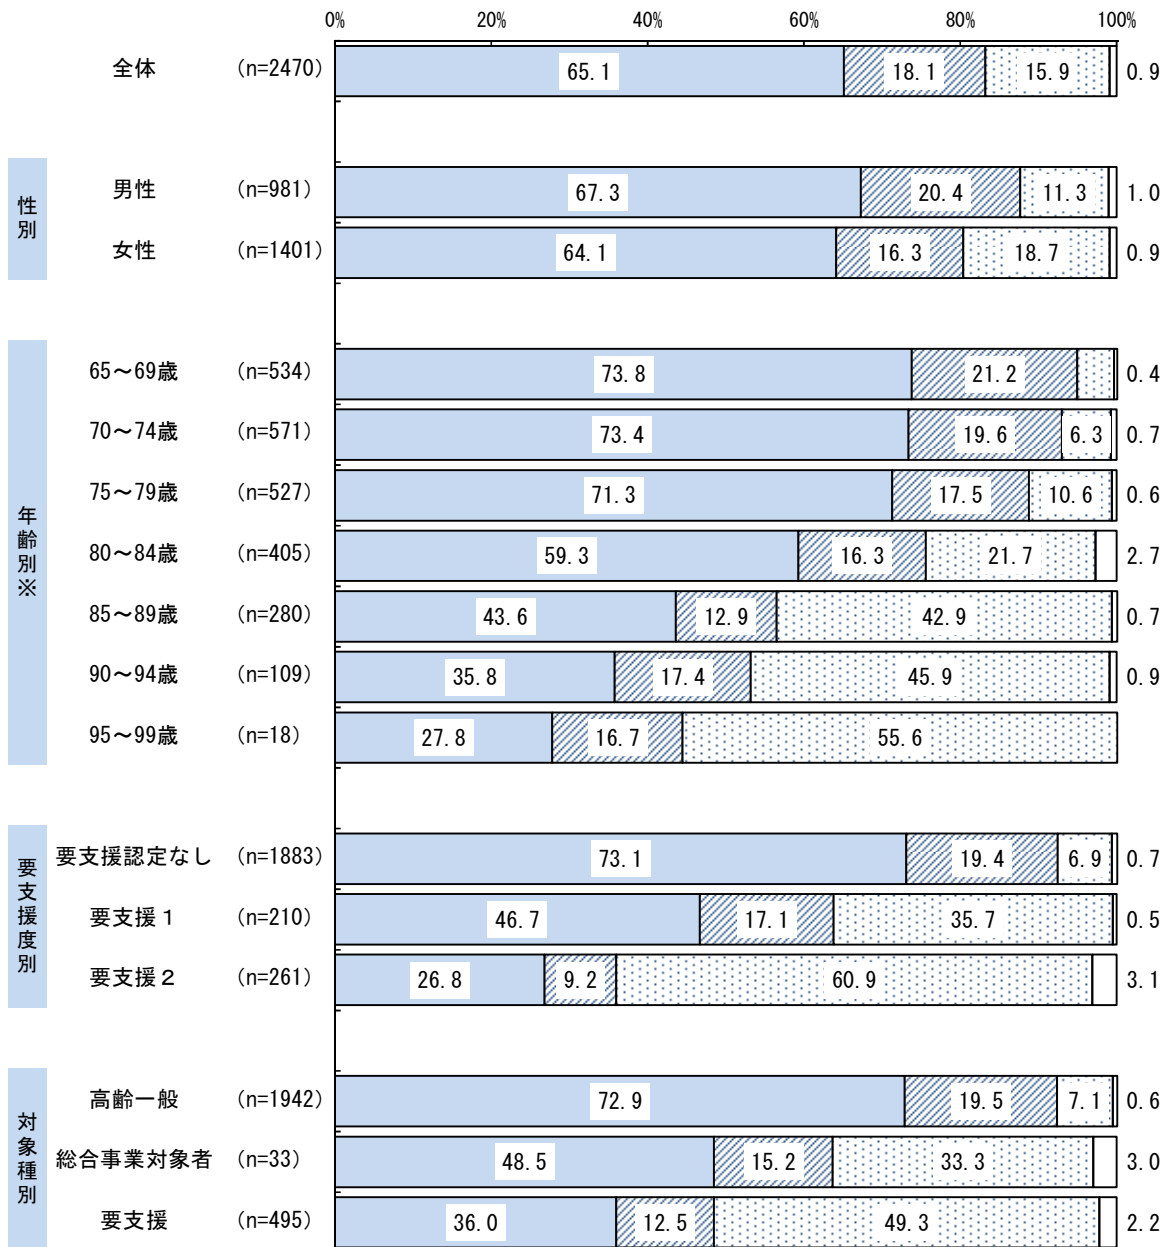 0% 20% 40% 60% 80% 100%
全体 (n=2470) 65.1 18.1 15.9 0.9
性別
男性 (n=981) 67.3 20.4 11.3 1.0
女性 (n=1401) 64.1 16.3 18.7 0.9
年齢別※
65～69歳 (n=534) 73.8 21.2 0.4
70～74歳 (n=571) 73.4 19.6 6.3 0.7
75～79歳 (n=527) 71.3 17.5 10.6 0.6
80～84歳 (n=405) 59.3 16.3 21.7 2.7
85～89歳 (n=280) 43.6 12.9 42.9 0.7
90～94歳 (n=109) 35.8 17.4 45.9 0.9
95～99歳 (n=18) 27.8 16.7 55.6
要支援度別
要支援認定なし (n=1883) 73.1 19.4 6.9 0.7
要支援１ (n=210) 46.7 17.1 35.7 0.5
要支援２ (n=261) 26.8 9.2 60.9 3.1
対象種別
高齢一般 (n=1942) 72.9 19.5 7.1 0.6
総合事業対象者 (n=33) 48.5 15.2 33.3 3.0
要支援 (n=495) 36.0 12.5 49.3 2.2